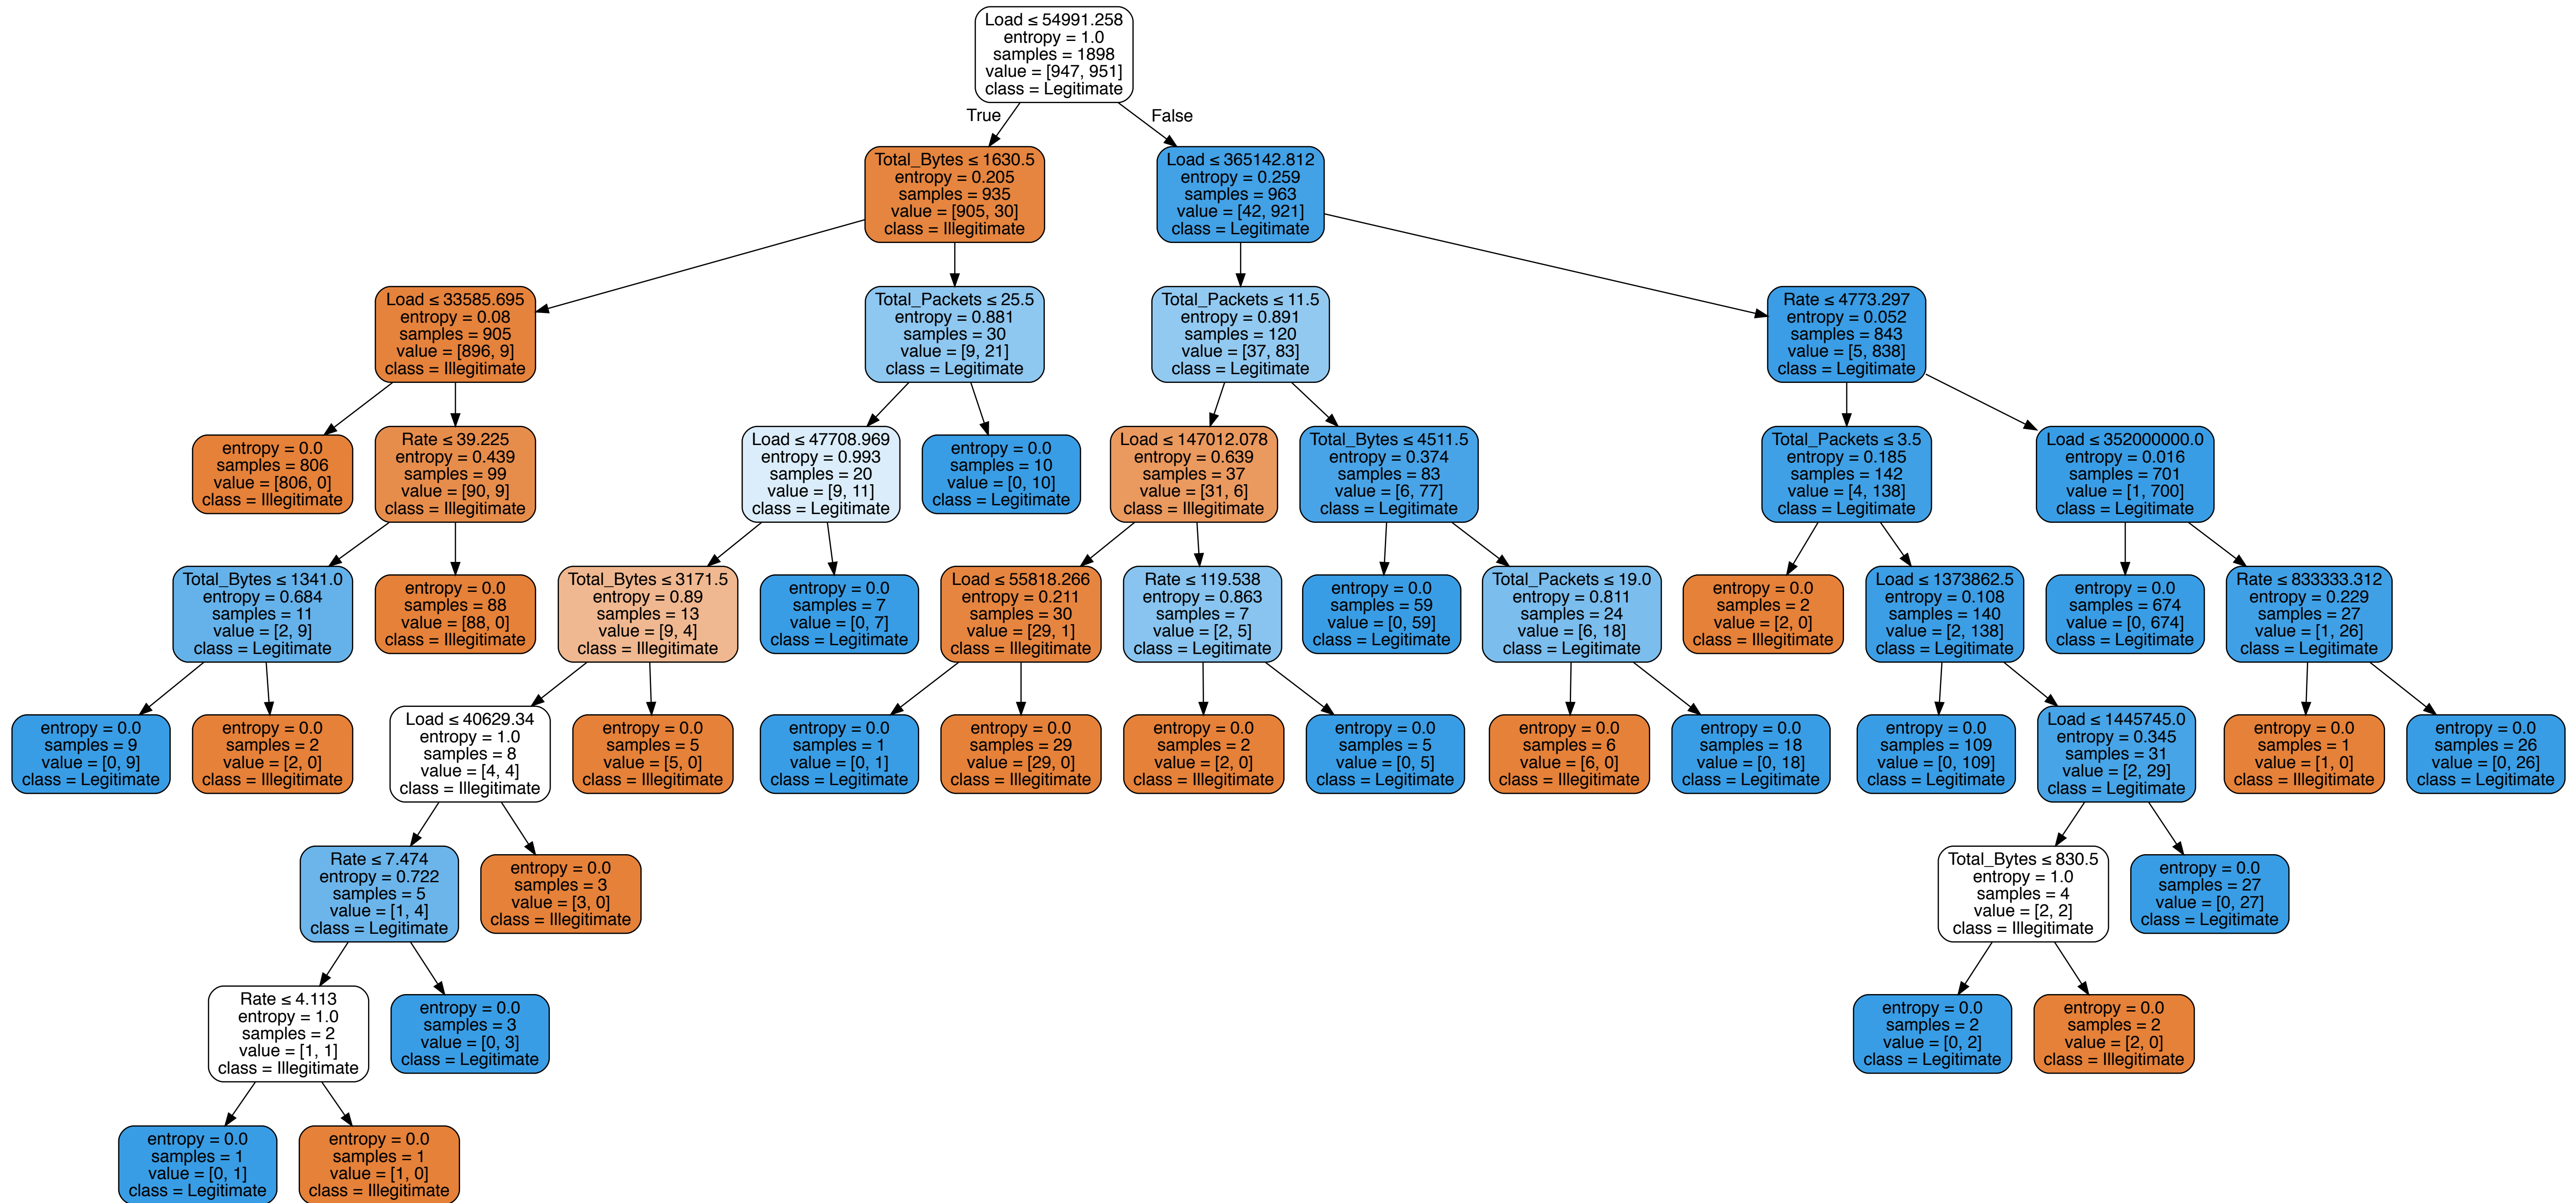 Load ≤ 54991.258
entropy = 1.0
samples = 1898
value = [947, 951]
class = Legitimate
True
False
Total_Bytes ≤ 1630.5
entropy = 0.205
samples = 935
value = [905, 30]
class = Illegitimate
Load ≤ 365142.812
entropy = 0.259
samples = 963
value = [42, 921]
class = Legitimate
Load ≤ 33585.695
entropy = 0.08
samples = 905
value = [896, 9]
class = Illegitimate
Total_Packets ≤ 25.5
entropy = 0.881
samples = 30
value = [9, 21]
class = Legitimate
Total_Packets ≤ 11.5
entropy = 0.891
samples = 120
value = [37, 83]
class = Legitimate
Rate ≤ 4773.297
entropy = 0.052
samples = 843
value = [5, 838]
class = Legitimate
entropy = 0.0
samples = 806
value = [806, 0]
class = Illegitimate
Rate ≤ 39.225
entropy = 0.439
samples = 99
value = [90, 9]
class = Illegitimate
Load ≤ 47708.969
entropy = 0.993
samples = 20
value = [9, 11]
class = Legitimate
entropy = 0.0
samples = 10
value = [0, 10]
class = Legitimate
Load ≤ 147012.078
entropy = 0.639
samples = 37
value = [31, 6]
class = Illegitimate
Total_Bytes ≤ 4511.5
entropy = 0.374
samples = 83
value = [6, 77]
class = Legitimate
Total_Packets ≤ 3.5
entropy = 0.185
samples = 142
value = [4, 138]
class = Legitimate
Load ≤ 352000000.0
entropy = 0.016
samples = 701
value = [1, 700]
class = Legitimate
Total_Bytes ≤ 1341.0
entropy = 0.684
samples = 11
value = [2, 9]
class = Legitimate
entropy = 0.0
samples = 88
value = [88, 0]
class = Illegitimate
Total_Bytes ≤ 3171.5
entropy = 0.89
samples = 13
value = [9, 4]
class = Illegitimate
entropy = 0.0
samples = 7
value = [0, 7]
class = Legitimate
Load ≤ 55818.266
entropy = 0.211
samples = 30
value = [29, 1]
class = Illegitimate
Rate ≤ 119.538
entropy = 0.863
samples = 7
value = [2, 5]
class = Legitimate
entropy = 0.0
samples = 59
value = [0, 59]
class = Legitimate
Total_Packets ≤ 19.0
entropy = 0.811
samples = 24
value = [6, 18]
class = Legitimate
entropy = 0.0
samples = 2
value = [2, 0]
class = Illegitimate
Load ≤ 1373862.5
entropy = 0.108
samples = 140
value = [2, 138]
class = Legitimate
entropy = 0.0
samples = 674
value = [0, 674]
class = Legitimate
Rate ≤ 833333.312
entropy = 0.229
samples = 27
value = [1, 26]
class = Legitimate
entropy = 0.0
samples = 9
value = [0, 9]
class = Legitimate
entropy = 0.0
samples = 2
value = [2, 0]
class = Illegitimate
Load ≤ 40629.34
entropy = 1.0
samples = 8
value = [4, 4]
class = Illegitimate
entropy = 0.0
samples = 5
value = [5, 0]
class = Illegitimate
entropy = 0.0
samples = 1
value = [0, 1]
class = Legitimate
entropy = 0.0
samples = 29
value = [29, 0]
class = Illegitimate
entropy = 0.0
samples = 2
value = [2, 0]
class = Illegitimate
entropy = 0.0
samples = 5
value = [0, 5]
class = Legitimate
entropy = 0.0
samples = 6
value = [6, 0]
class = Illegitimate
entropy = 0.0
samples = 18
value = [0, 18]
class = Legitimate
entropy = 0.0
samples = 109
value = [0, 109]
class = Legitimate
Load ≤ 1445745.0
entropy = 0.345
samples = 31
value = [2, 29]
class = Legitimate
entropy = 0.0
samples = 1
value = [1, 0]
class = Illegitimate
entropy = 0.0
samples = 26
value = [0, 26]
class = Legitimate
Rate ≤ 7.474
entropy = 0.722
samples = 5
value = [1, 4]
class = Legitimate
entropy = 0.0
samples = 3
value = [3, 0]
class = Illegitimate
Total_Bytes ≤ 830.5
entropy = 1.0
samples = 4
value = [2, 2]
class = Illegitimate
entropy = 0.0
samples = 27
value = [0, 27]
class = Legitimate
Rate ≤ 4.113
entropy = 1.0
samples = 2
value = [1, 1]
class = Illegitimate
entropy = 0.0
samples = 3
value = [0, 3]
class = Legitimate
entropy = 0.0
samples = 2
value = [0, 2]
class = Legitimate
entropy = 0.0
samples = 2
value = [2, 0]
class = Illegitimate
entropy = 0.0
samples = 1
value = [0, 1]
class = Legitimate
entropy = 0.0
samples = 1
value = [1, 0]
class = Illegitimate